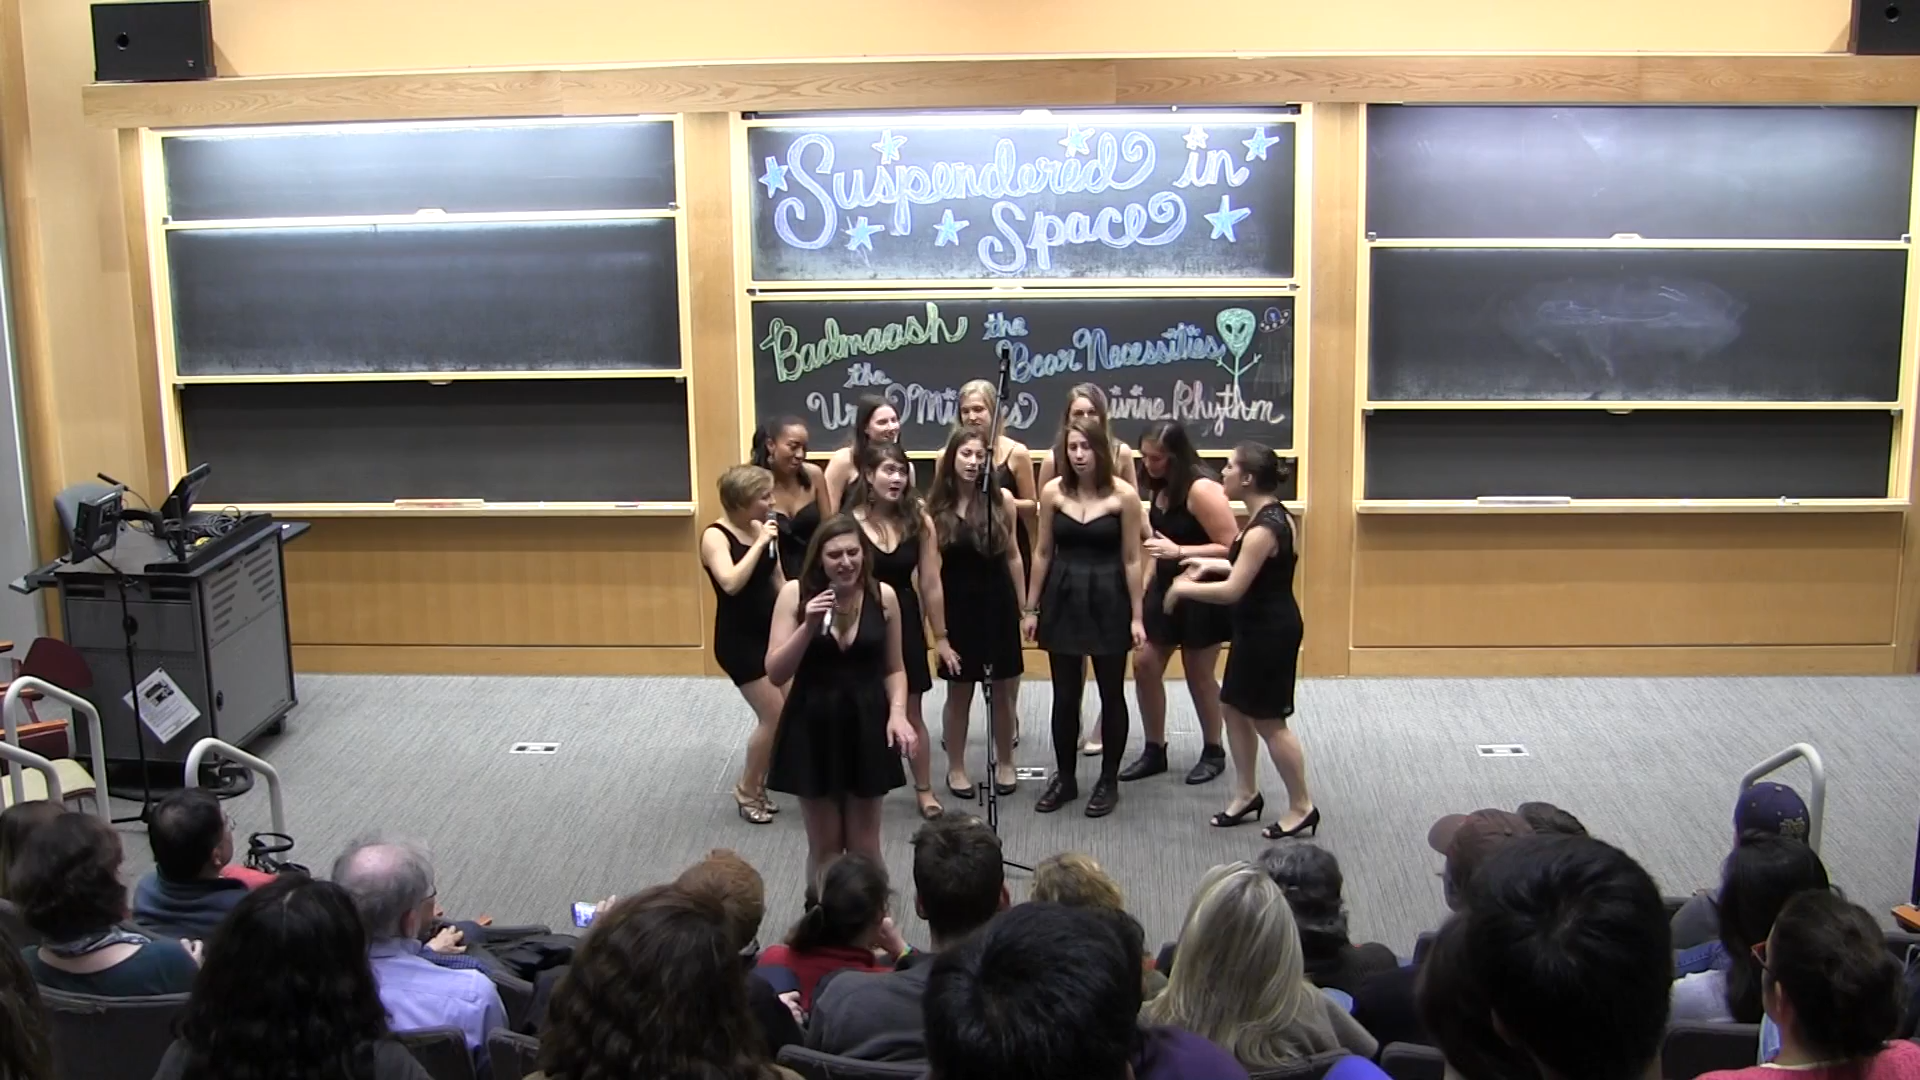 Suspendered in
Space
Badmaash the
Bear Necessities
the
Rhythm